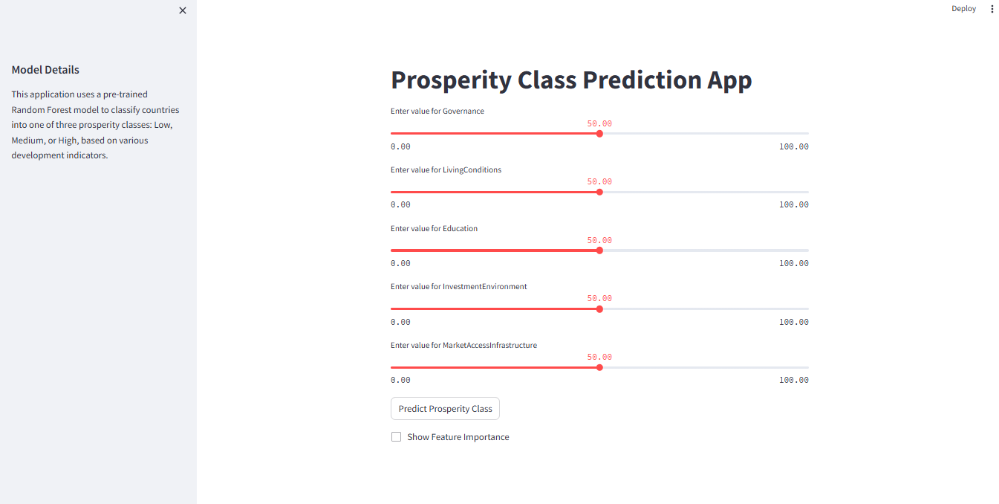 Deploy
Model Details
This application uses a pre-trained
Random Forest model to classify countries
into one of three prosperity classes: Low,
Medium, or High, based on various
development indicators.
Prosperity Class Prediction App
Enter value for Governance
50.00
0.00 100.00
Enter value for LivingConditions
50.00
0.00 100.00
Enter value for Education
50.00
0.00 100.00
Enter value for InvestmentEnvironment
50.00
0.00 100.00
Enter value for MarketAccessInfrastructure
50.00
0.00 100.00
Predict Prosperity Class
Show Feature Importance